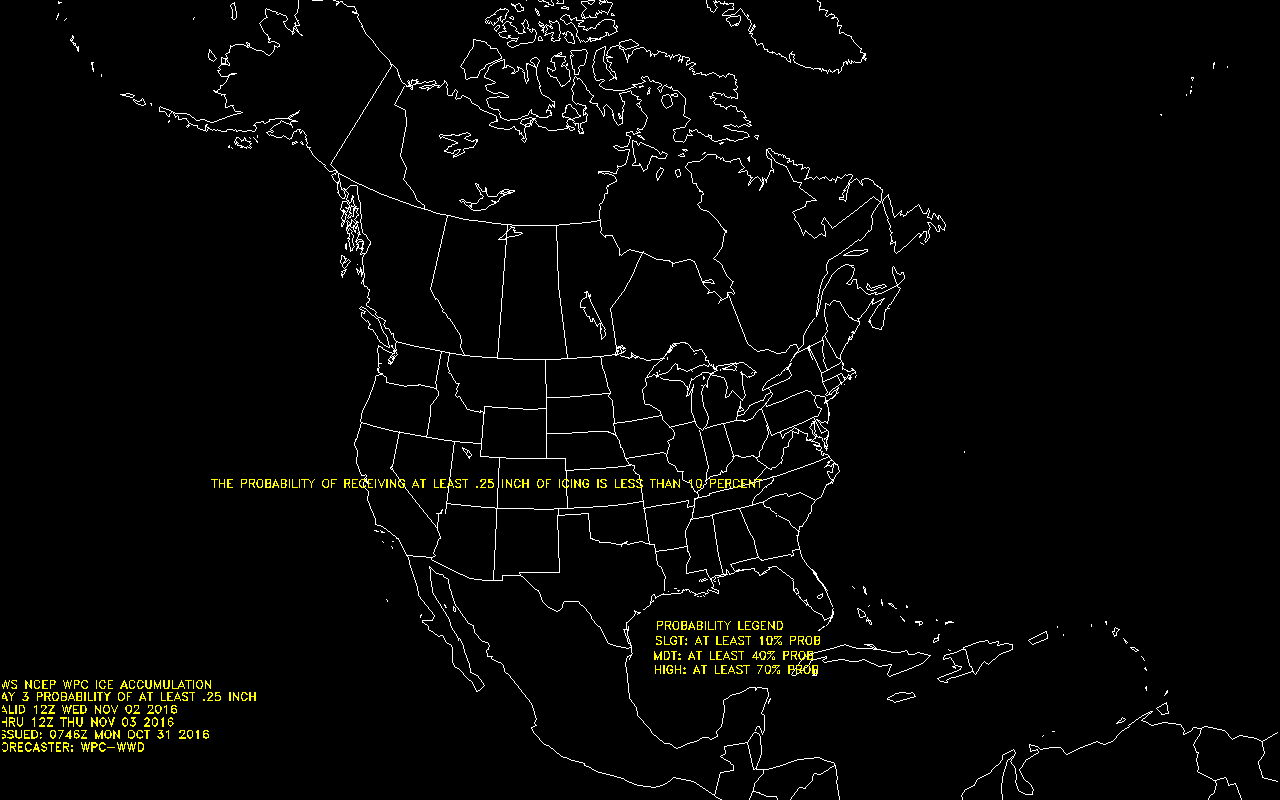 THE PROBABILITY OF RECEIVING AT LEAST .25 INCH OF ICING IS LESS THAN 10 PERCENT.
PROBABILITY LEGEND
SLGT: AT LEAST 10% PROB
MDT: AT LEAST 40% PROB
HIGH: AT LEAST 70% PROB
WS NCEP WPC ICE ACCUMULATION
AY 3 PROBABILITY OF AT LEAST .25 INCH
ALID 12Z WED NOV 02 2016
HRU 12Z THU NOV 03 2016
SSUED: 0746Z MON OCT 31 2016
ORECASTER: WPC-WWD